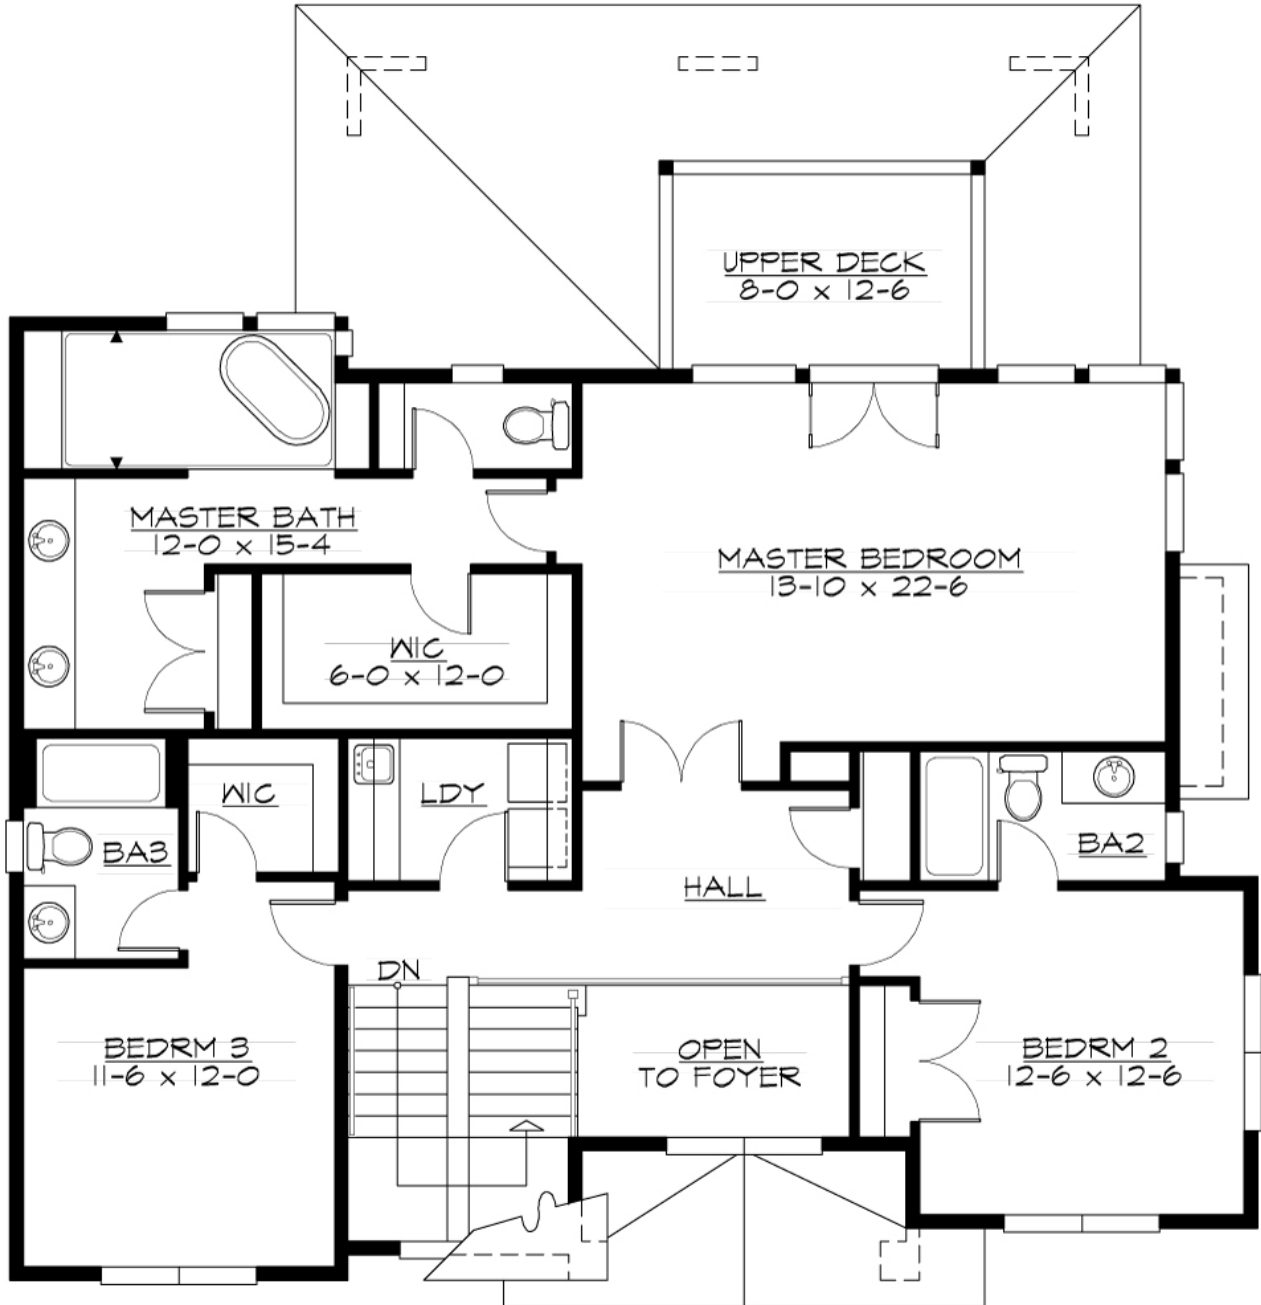 UPPER DECK
8-0 x 12-6
MASTER BATH
12-0 x 15-4
MASTER BEDROOM
13-10 x 22-6
WIC
6-0 x 12-0
WIC
LDY
BA3
BA2
HALL
DN
BEDRM 3
11-6 x 12-0
OPEN
TO FOYER
BEDRM 2
12-6 x 12-6